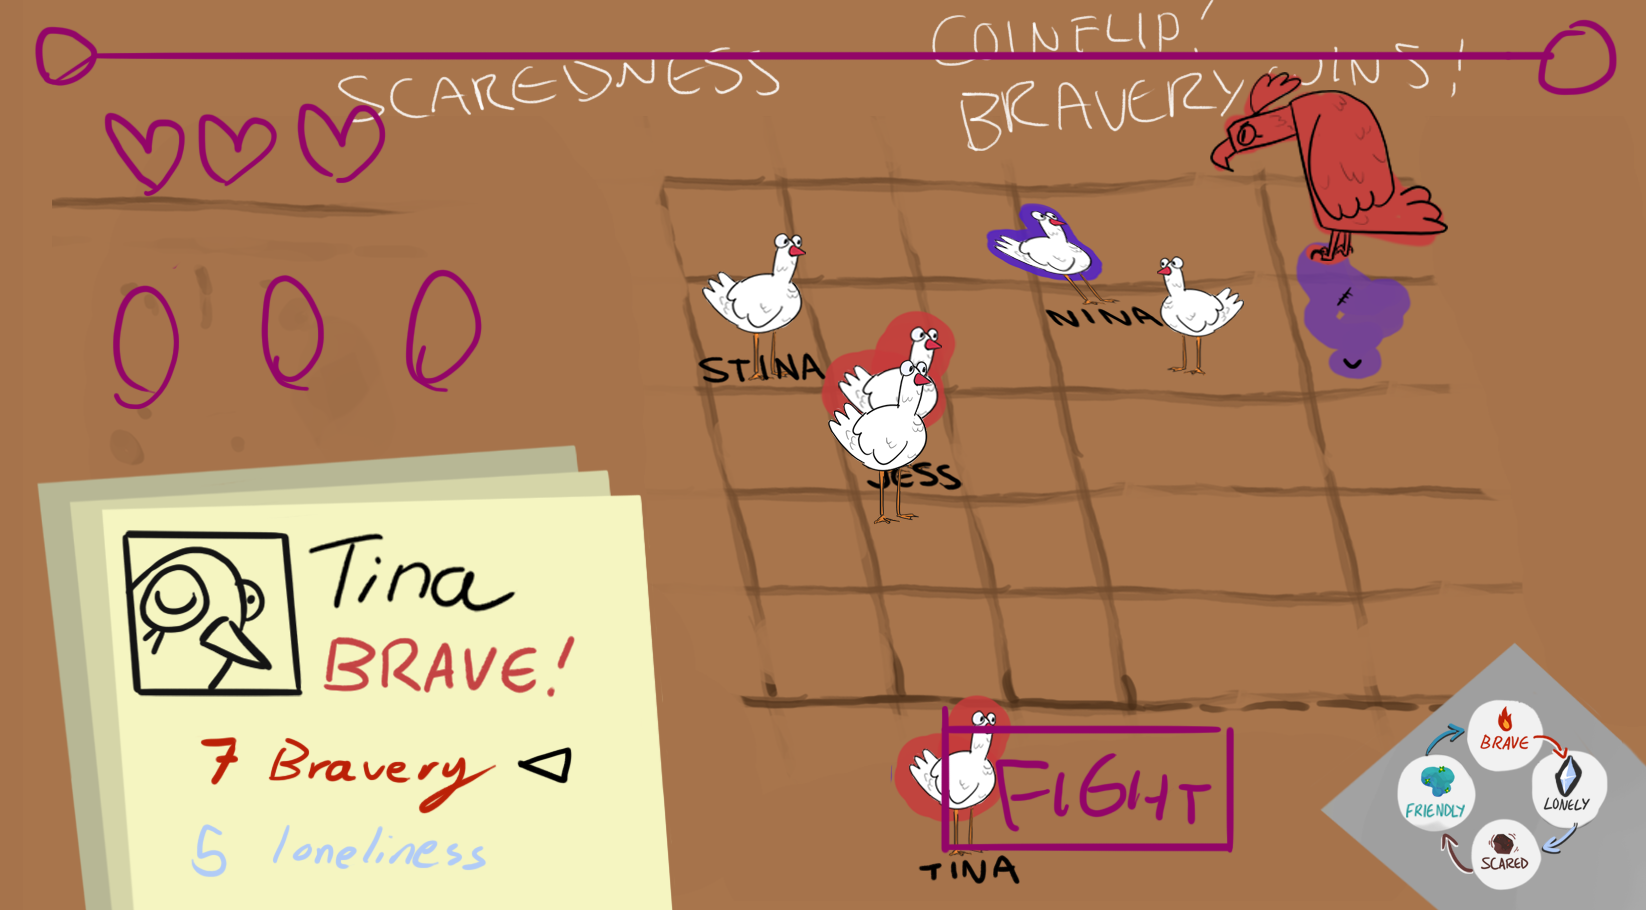 COINFLIP!
SCAREDNESS
BRAVERY WINS!
NINA
STINA
JESS
Tina
BRAVE!
7 Bravery
5 loneliness
FIGHT
TINA
BRAVE
FRIENDLY
LONELY
SCARED